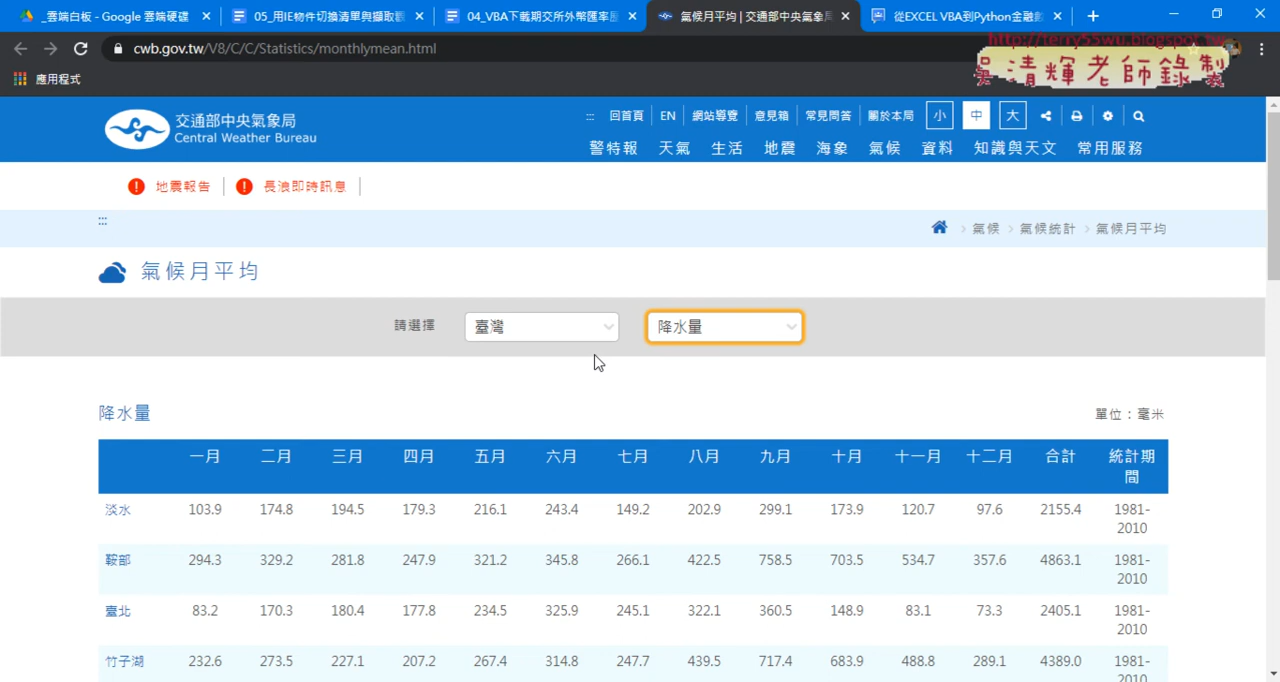 _雲端白板 - Google 雲端硬碟
05_用IE物件切換清單與擷取
04_VBA下載期交所外幣匯率
氣候月平均 | 交通部中央氣象局
從EXCEL VBA到Python金融
cwb.gov.tw/V8/C/C/Statistics/monthlymean.html
http://terry55wu.blogspot.tw
吳清輝老師錄製
應用程式
交通部中央氣象局
Central Weather Bureau
::: 回首頁 EN 網站導覽 意見箱 常見問答 關於本局 小 中 大
警特報 天氣 生活 地震 海象 氣候 資料 知識與天文 常用服務
地震報告 長浪即時訊息
:::
氣候 氣候統計 氣候月平均
氣候月平均
請選擇 臺灣 降水量
降水量
單位：毫米
一月 二月 三月 四月 五月 六月 七月 八月 九月 十月 十一月 十二月 合計 統計期間
淡水 103.9 174.8 194.5 179.3 216.1 243.4 149.2 202.9 299.1 173.9 120.7 97.6 2155.4 1981-2010
鞍部 294.3 329.2 281.8 247.9 321.2 345.8 266.1 422.5 758.5 703.5 534.7 357.6 4863.1 1981-2010
臺北 83.2 170.3 180.4 177.8 234.5 325.9 245.1 322.1 360.5 148.9 83.1 73.3 2405.1 1981-2010
竹子湖 232.6 273.5 227.1 207.2 267.4 314.8 247.7 439.5 717.4 683.9 488.8 289.1 4389.0 1981-2010